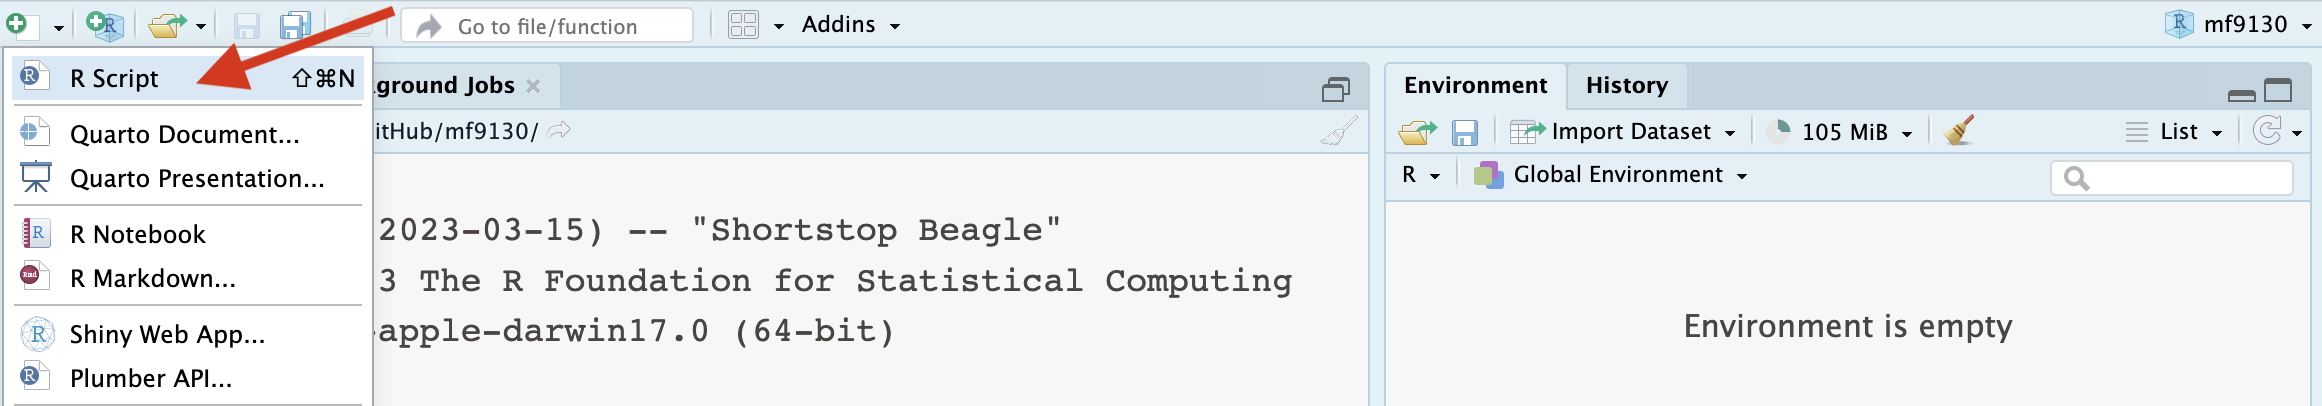 Go to file/function
Addins
mf9130
R Script ⇧⌘N
Quarto Document...
Quarto Presentation...
R Notebook
R Markdown...
Shiny Web App...
Plumber API...
ground Jobs
itHub/mf9130/
2023-03-15) -- "Shortstop Beagle"
3 The R Foundation for Statistical Computing
-apple-darwin17.0 (64-bit)
Environment History
Import Dataset 105 MiB List
R Global Environment
Environment is empty